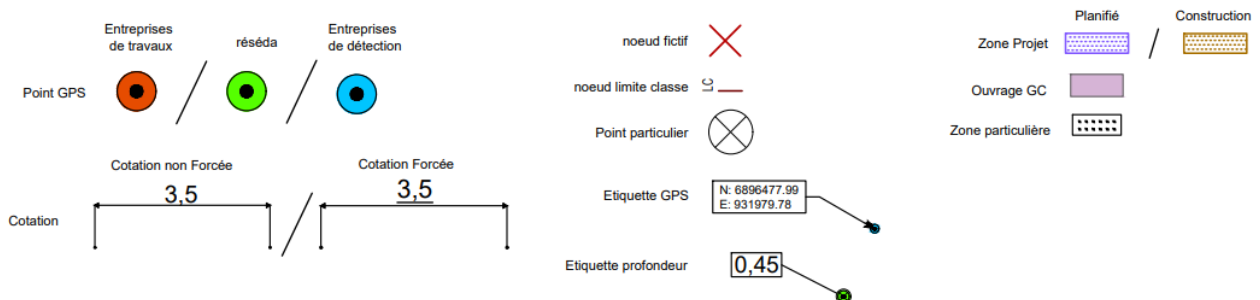 Entreprises
de travaux
réséda
Entreprises
de détection
Point GPS
Cotation non Forcée
Cotation Forcée
3,5
3,5
Cotation
noeud fictif
noeud limite classe
LC
Point particulier
Etiquette GPS
N: 6896477.99
E: 931979.78
Etiquette profondeur
0,45
Planifié
Construction
Zone Projet
Ouvrage GC
Zone particulière